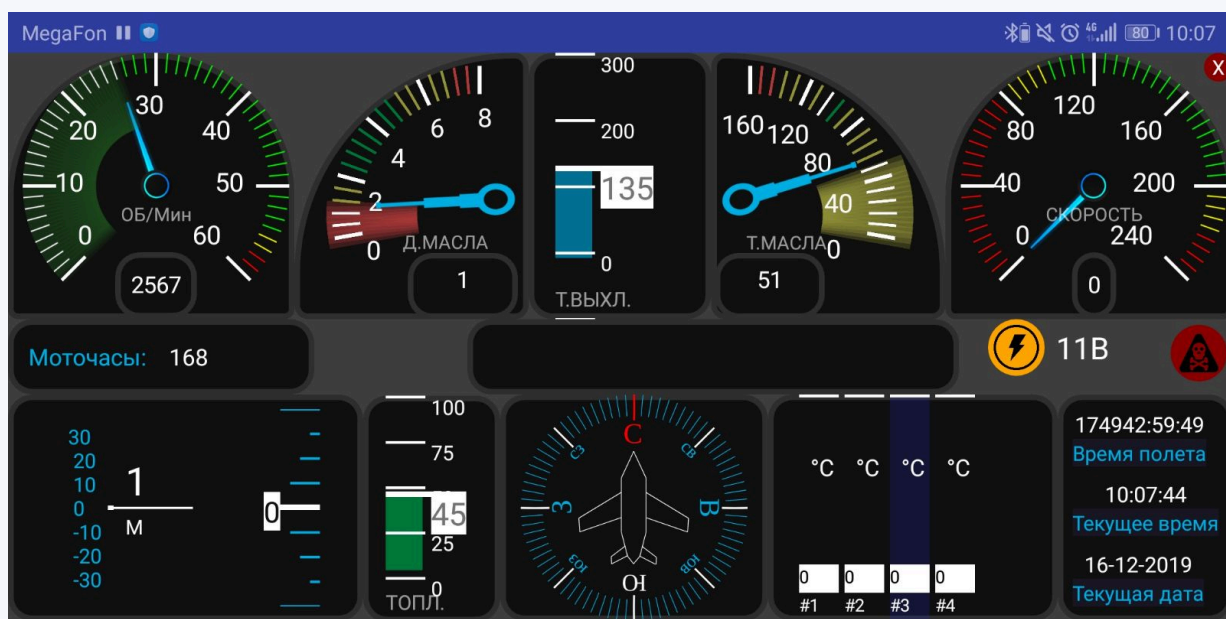 MegaFon 4G 80 10:07
0 10 20 30 40 50 60
ОБ/Мин
2567
0 2 4 6 8
Д.МАСЛА
1
300
200
135
0
Т.ВЫХЛ.
160 120 80 40 0
Т.МАСЛА
51
X
0 40 80 120 160 200 240
СКОРОСТЬ
0
Моточасы: 168
11В
30
20
10
0
-10
-20
-30
1
М
0
100
75
45
25
0
ТОПЛ.
С
СВ
В
ЮВ
Ю
ЮЗ
З
СЗ
°C °C °C °C
0 0 0 0
#1 #2 #3 #4
174942:59:49
Время полета
10:07:44
Текущее время
16-12-2019
Текущая дата